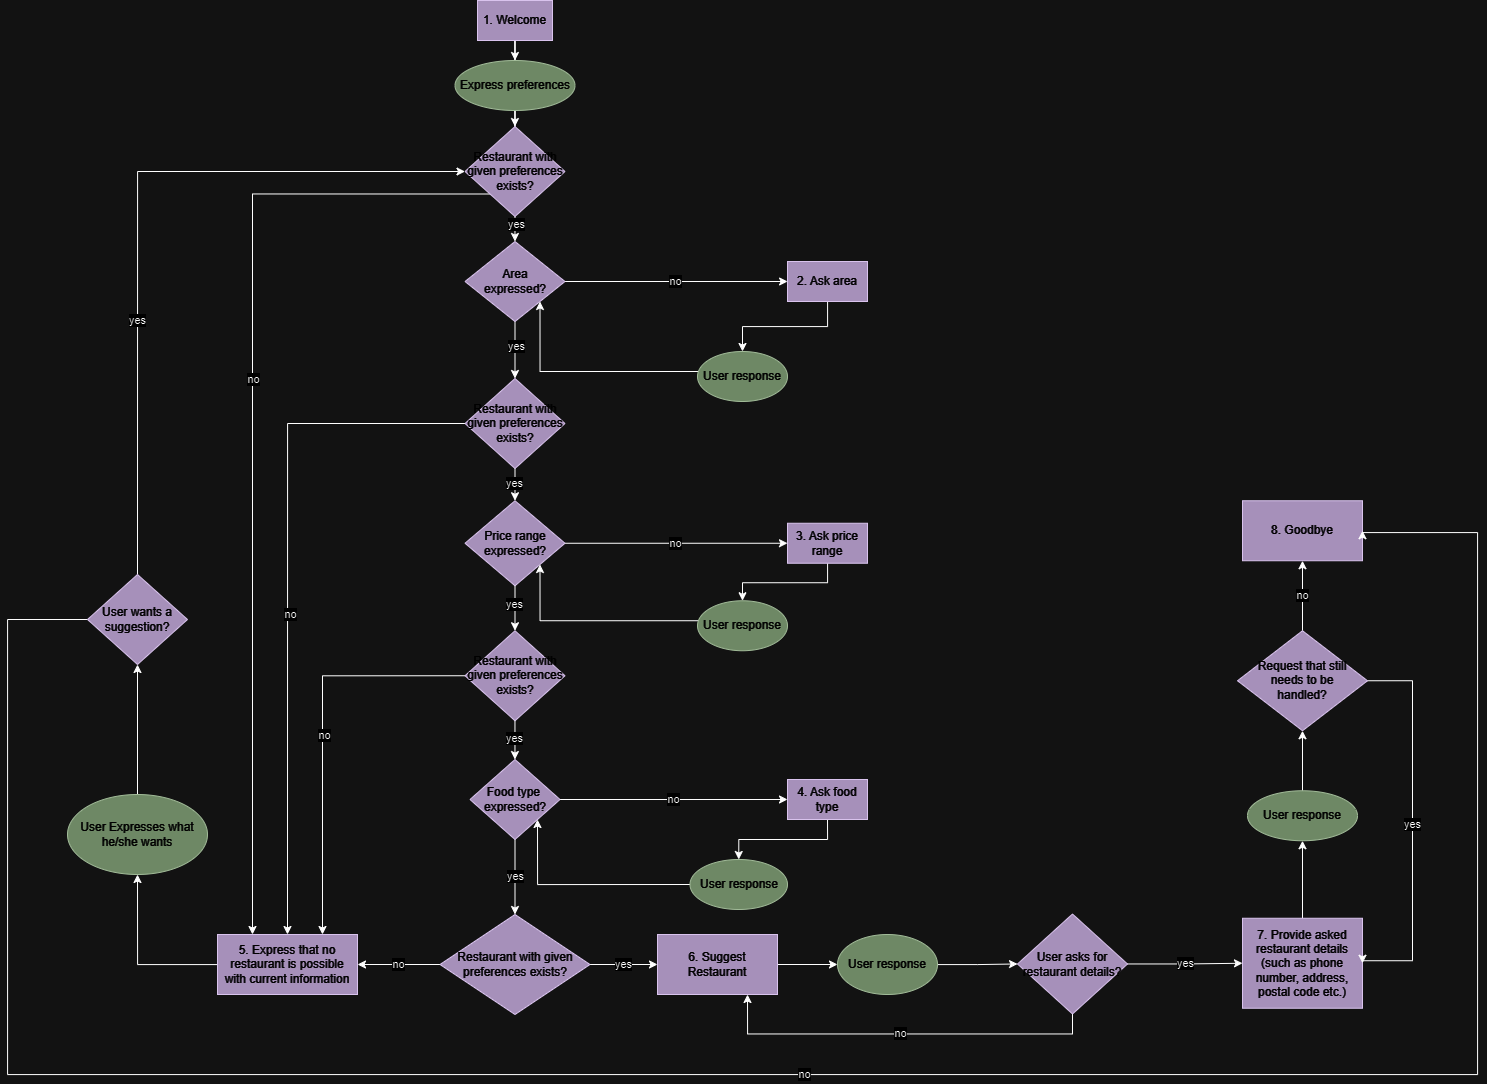 1. Welcome
Express preferences
Restaurant with
given preferences
exists?
yes
Area
expressed?
no
2. Ask area
yes
yes
User response
no
Restaurant with
given preferences
exists?
yes
Price range
expressed?
no
3. Ask price
range
8. Goodbye
no
yes
no
User wants a
suggestion?
User response
Restaurant with
given preferences
exists?
Request that still
needs to be
handled?
no
yes
Food type
expressed?
no
4. Ask food
type
User response
yes
User Expresses what
he/she wants
yes
User response
5. Express that no
restaurant is possible
with current information
no
Restaurant with given
preferences exists?
yes
6. Suggest
Restaurant
User response
User asks for
restaurant details?
yes
7. Provide asked
restaurant details
(such as phone
number, address,
postal code etc.)
no
no